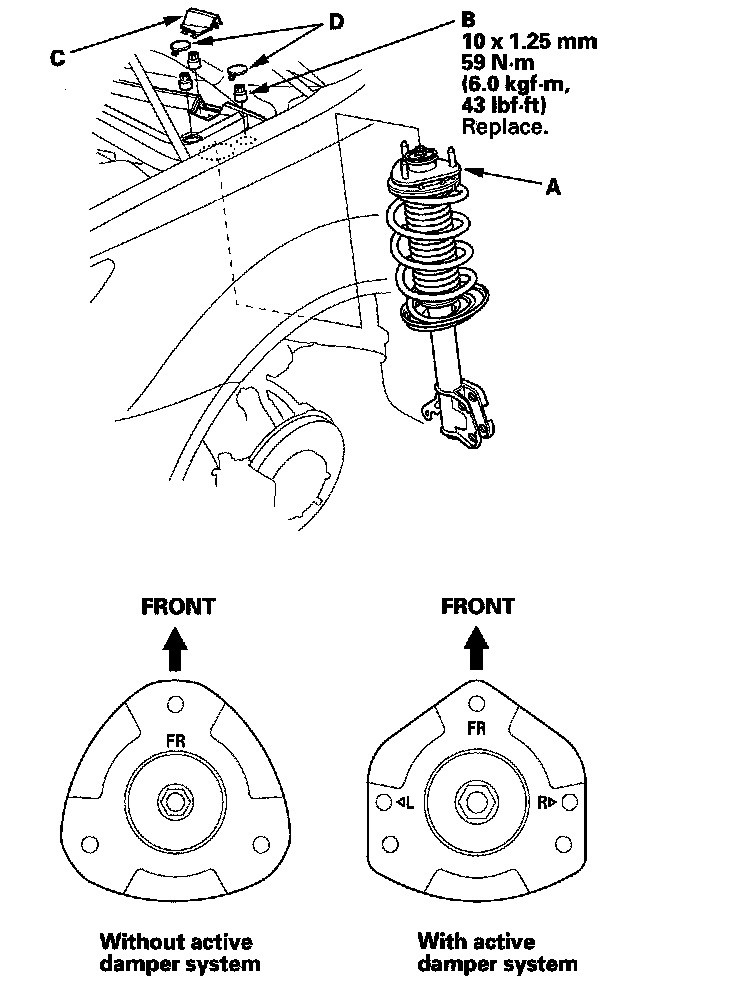 C
D
B
10 x 1.25 mm
59 N·m
(6.0 kgf·m,
43 lbf·ft)
Replace.
A
FRONT
FRONT
FR
FR
◁L
R▷
Without active
damper system
With active
damper system